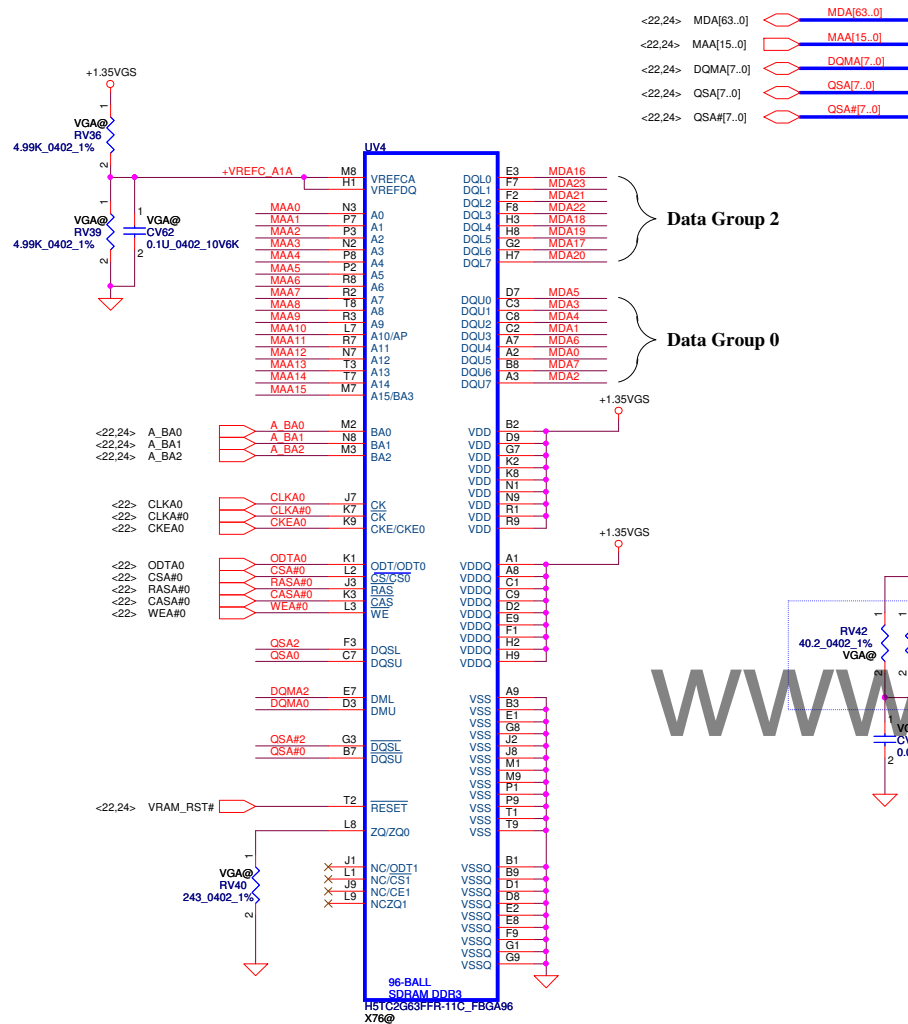 <22,24> MDA[63..0] MDA[63..0]
<22,24> MAA[15..0] MAA[15..0]
<22,24> DQMA[7..0] DQMA[7..0]
<22,24> QSA[7..0] QSA[7..0]
<22,24> QSA#[7..0] QSA#[7..0]
+1.35VGS
1
VGA@
RV36
4.99K_0402_1%
2
+VREFC_A1A
1
VGA@
RV39
4.99K_0402_1%
2
1
VGA@
CV62
0.1U_0402_10V6K
2
UV4
M8 VREFCA
H1 VREFDQ
MAA0 N3 A0
MAA1 P7 A1
MAA2 P3 A2
MAA3 N2 A3
MAA4 P8 A4
MAA5 P2 A5
MAA6 R8 A6
MAA7 R2 A7
MAA8 T8 A8
MAA9 R3 A9
MAA10 L7 A10/AP
MAA11 R7 A11
MAA12 N7 A12
MAA13 T3 A13
MAA14 T7 A14
MAA15 M7 A15/BA3
<22,24> A_BA0 A_BA0 M2 BA0
<22,24> A_BA1 A_BA1 N8 BA1
<22,24> A_BA2 A_BA2 M3 BA2
<22> CLKA0 CLKA0 J7 CK
<22> CLKA#0 CLKA#0 K7 CK
<22> CKEA0 CKEA0 K9 CKE/CKE0
<22> ODTA0 ODTA0 K1 ODT/ODT0
<22> CSA#0 CSA#0 L2 CS/CS0
<22> RASA#0 RASA#0 J3 RAS
<22> CASA#0 CASA#0 K3 CAS
<22> WEA#0 WEA#0 L3 WE
QSA2 F3 DQSL
QSA0 C7 DQSU
DQMA2 E7 DML
DQMA0 D3 DMU
QSA#2 G3 DQSL
QSA#0 B7 DQSU
<22,24> VRAM_RST# T2 RESET
L8 ZQ/ZQ0
1
VGA@
RV40
243_0402_1%
2
J1 NC/ODT1
L1 NC/CS1
J9 NC/CE1
L9 NCZQ1
DQL0 E3 MDA16
DQL1 F7 MDA23
DQL2 F2 MDA21
DQL3 F8 MDA22
DQL4 H3 MDA18
DQL5 H8 MDA19
DQL6 G2 MDA17
DQL7 H7 MDA20
Data Group 2
DQU0 D7 MDA5
DQU1 C3 MDA3
DQU2 C8 MDA4
DQU3 C2 MDA1
DQU4 A7 MDA6
DQU5 A2 MDA0
DQU6 B8 MDA7
DQU7 A3 MDA2
Data Group 0
+1.35VGS
VDD B2
VDD D9
VDD G7
VDD K2
VDD K8
VDD N1
VDD N9
VDD R1
VDD R9
+1.35VGS
VDDQ A1
VDDQ A8
VDDQ C1
VDDQ C9
VDDQ D2
VDDQ E9
VDDQ F1
VDDQ H2
VDDQ H9
VSS A9
VSS B3
VSS E1
VSS G8
VSS J2
VSS J8
VSS M1
VSS M9
VSS P1
VSS P9
VSS T1
VSS T9
VSSQ B1
VSSQ B9
VSSQ D1
VSSQ D8
VSSQ E2
VSSQ E8
VSSQ F9
VSSQ G1
VSSQ G9
96-BALL
SDRAM DDR3
H5TC2G63FFR-11C_FBGA96
X76@
1
RV42
40.2_0402_1%
VGA@
2
2
www
1
2